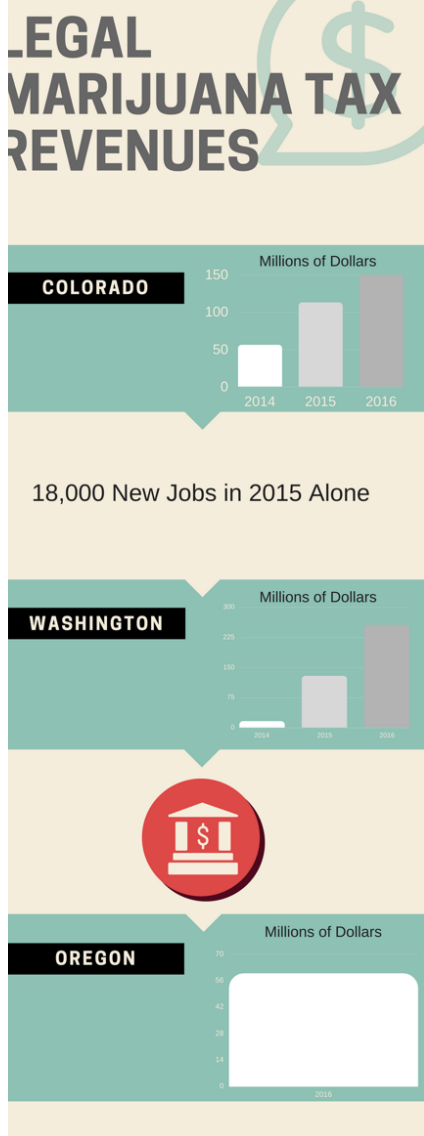 LEGAL
MARIJUANA TAX
REVENUES
$
Millions of Dollars
COLORADO
150
100
50
0
2014 2015 2016
18,000 New Jobs in 2015 Alone
Millions of Dollars
WASHINGTON
300
225
150
75
0
2014 2015 2016
$
Millions of Dollars
OREGON
70
56
42
28
14
0
2016